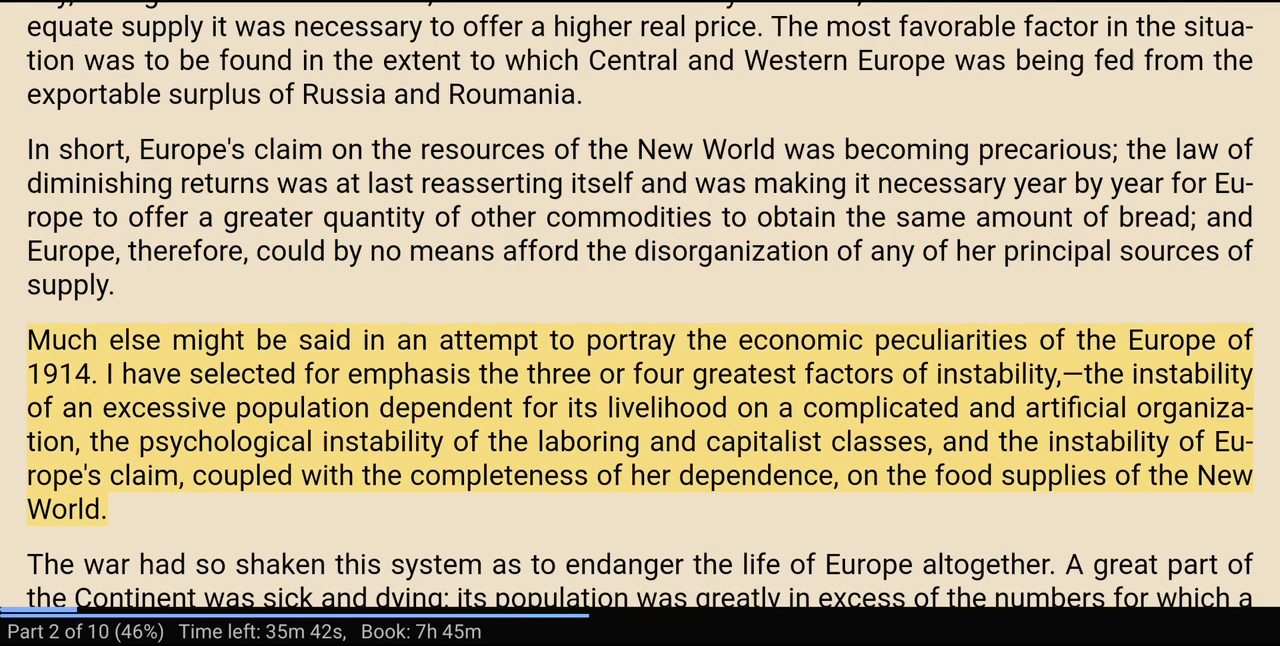 equate supply it was necessary to offer a higher real price. The most favorable factor in the situa-
tion was to be found in the extent to which Central and Western Europe was being fed from the
exportable surplus of Russia and Roumania.
In short, Europe's claim on the resources of the New World was becoming precarious; the law of
diminishing returns was at last reasserting itself and was making it necessary year by year for Eu-
rope to offer a greater quantity of other commodities to obtain the same amount of bread; and
Europe, therefore, could by no means afford the disorganization of any of her principal sources of
supply.
Much else might be said in an attempt to portray the economic peculiarities of the Europe of
1914. I have selected for emphasis the three or four greatest factors of instability,—the instability
of an excessive population dependent for its livelihood on a complicated and artificial organiza-
tion, the psychological instability of the laboring and capitalist classes, and the instability of Eu-
rope's claim, coupled with the completeness of her dependence, on the food supplies of the New
World.
The war had so shaken this system as to endanger the life of Europe altogether. A great part of
the Continent was sick and dying; its population was greatly in excess of the numbers for which a
Part 2 of 10 (46%) Time left: 35m 42s, Book: 7h 45m